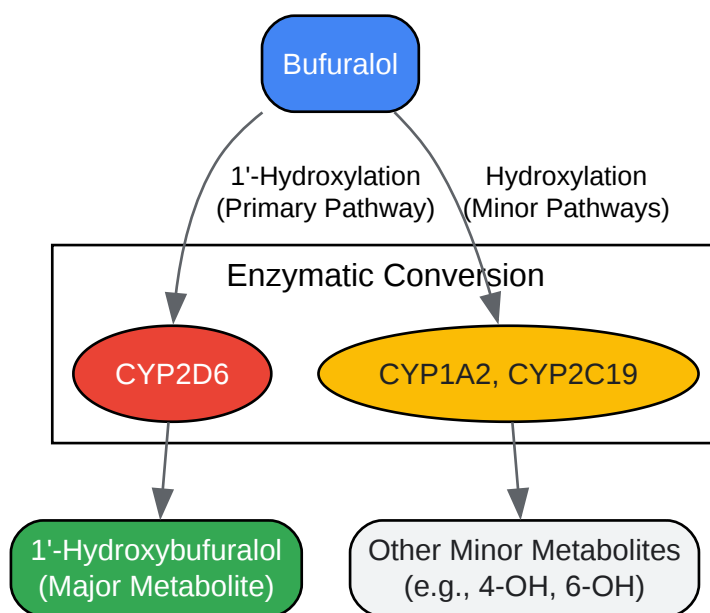 Bufuralol
1'-Hydroxylation
(Primary Pathway)
Hydroxylation
(Minor Pathways)
Enzymatic Conversion
CYP2D6
CYP1A2, CYP2C19
1'-Hydroxybufuralol
(Major Metabolite)
Other Minor Metabolites
(e.g., 4-OH, 6-OH)